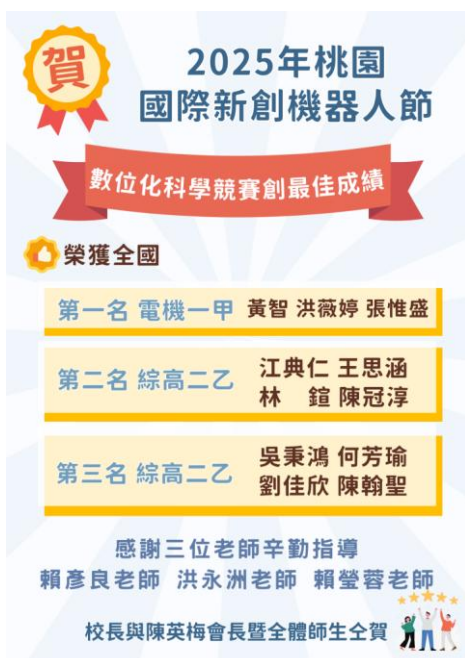 賀
2025年桃園
國際新創機器人節
數位化科學競賽創最佳成績
榮獲全國
第一名 電機一甲 黃智 洪薇婷 張惟盛
第二名 綜高二乙 江典仁 王思涵
林 鍹 陳冠淳
第三名 綜高二乙 吳秉鴻 何芳瑜
劉佳欣 陳翰聖
感謝三位老師辛勤指導
賴彥良老師 洪永洲老師 賴瑩蓉老師
校長與陳英梅會長暨全體師生仝賀